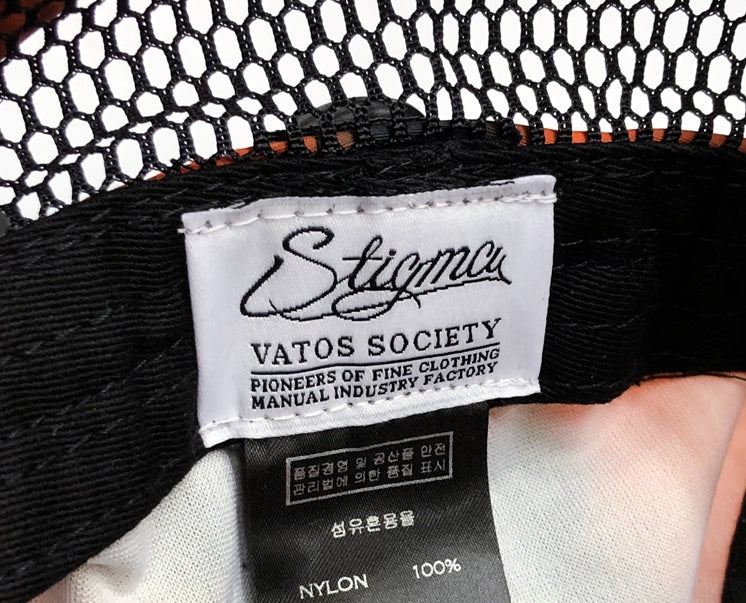 Stigma
VATOS SOCIETY
PIONEERS OF FINE CLOTHING
MANUAL INDUSTRY FACTORY
품질경영 및 공산품 안전
관리법에 의한 품질 표시
섬유혼용율
NYLON 100%